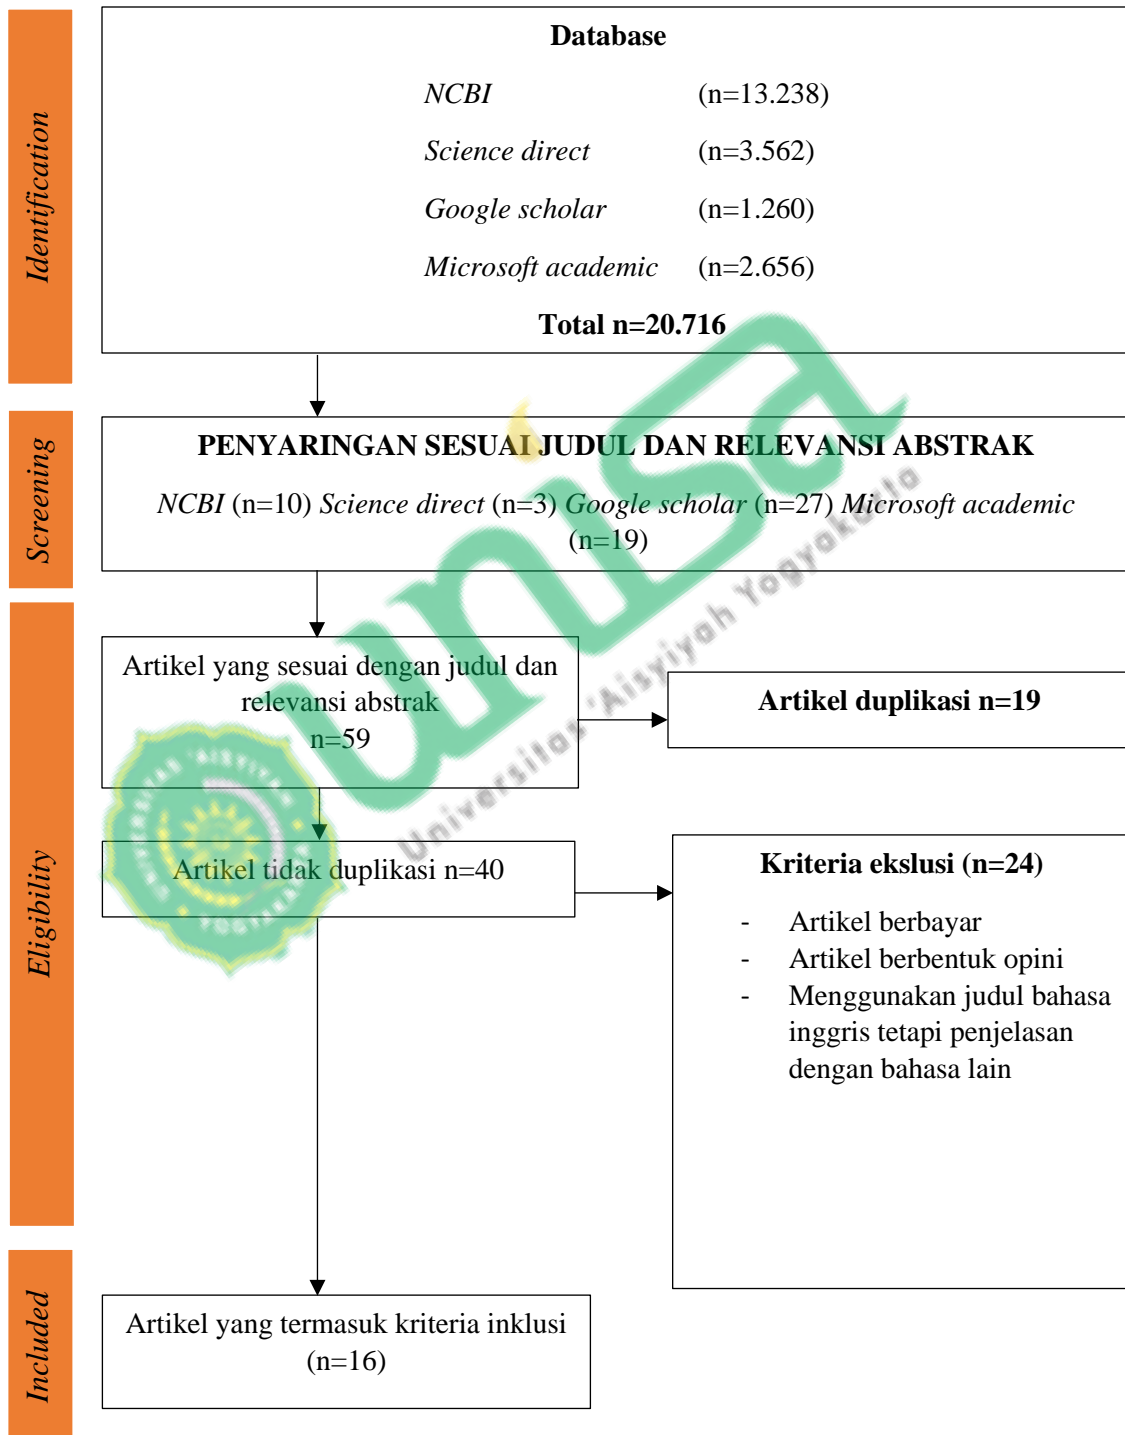 Identification
Database
NCBI (n=13.238)
Science direct (n=3.562)
Google scholar (n=1.260)
Microsoft academic (n=2.656)
Total n=20.716
Screening
PENYARINGAN SESUAI JUDUL DAN RELEVANSI ABSTRAK
NCBI (n=10) Science direct (n=3) Google scholar (n=27) Microsoft academic
(n=19)
Eligibility
Artikel yang sesuai dengan judul dan
relevansi abstrak
n=59
Artikel duplikasi n=19
Artikel tidak duplikasi n=40
Kriteria ekslusi (n=24)
- Artikel berbayar
- Artikel berbentuk opini
- Menggunakan judul bahasa
inggris tetapi penjelasan
dengan bahasa lain
Included
Artikel yang termasuk kriteria inklusi
(n=16)
unisa
Universitas 'Aisyiyah Yogyakarta
UNIVERSITAS 'AISYIYAH
YOGYAKARTA